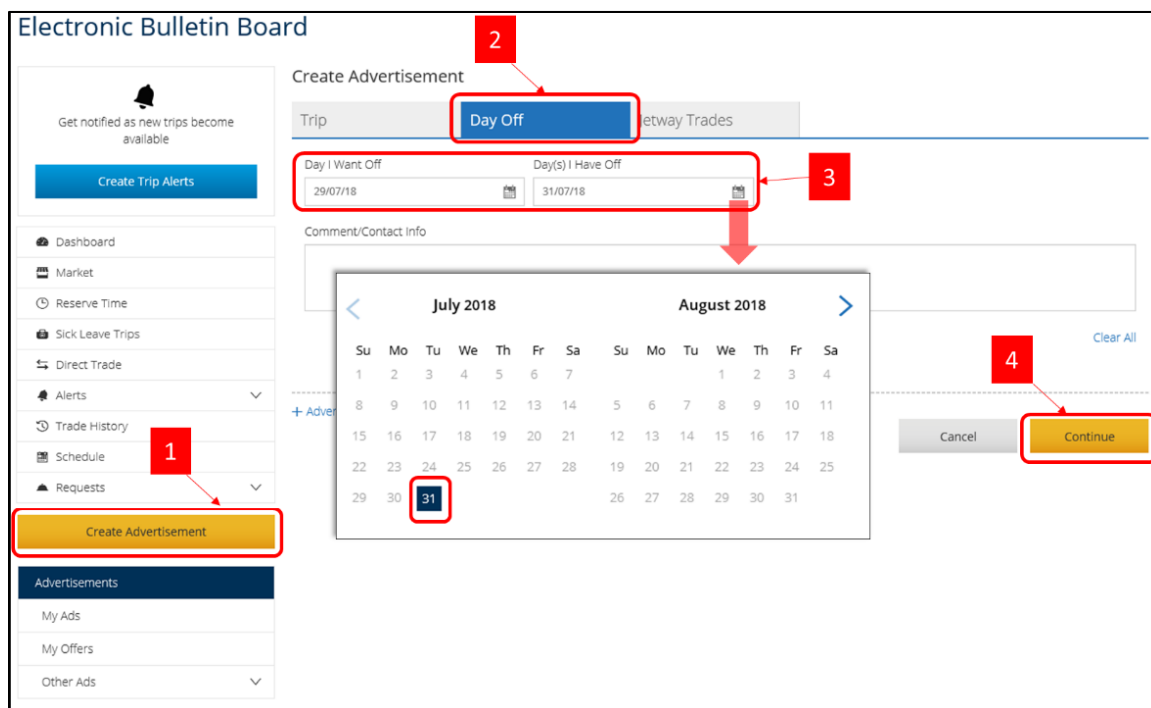 Electronic Bulletin Board
2
Get notified as new trips become
available
Create Trip Alerts
Dashboard
Market
Reserve Time
Sick Leave Trips
Direct Trade
Alerts
Trade History
Schedule
1
Requests
Create Advertisement
Advertisements
My Ads
My Offers
Other Ads
Create Advertisement
Trip Day Off etway Trades
Day I Want Off Day(s) I Have Off
29/07/18 31/07/18
3
Comment/Contact Info
July 2018 August 2018
Su Mo Tu We Th Fr Sa Su Mo Tu We Th Fr Sa
1 2 3 4 5 6 7 1 2 3 4
8 9 10 11 12 13 14 5 6 7 8 9 10 11
15 16 17 18 19 20 21 12 13 14 15 16 17 18
22 23 24 25 26 27 28 19 20 21 22 23 24 25
29 30 31 26 27 28 29 30 31
Clear All
4
+ Adver
Cancel Continue